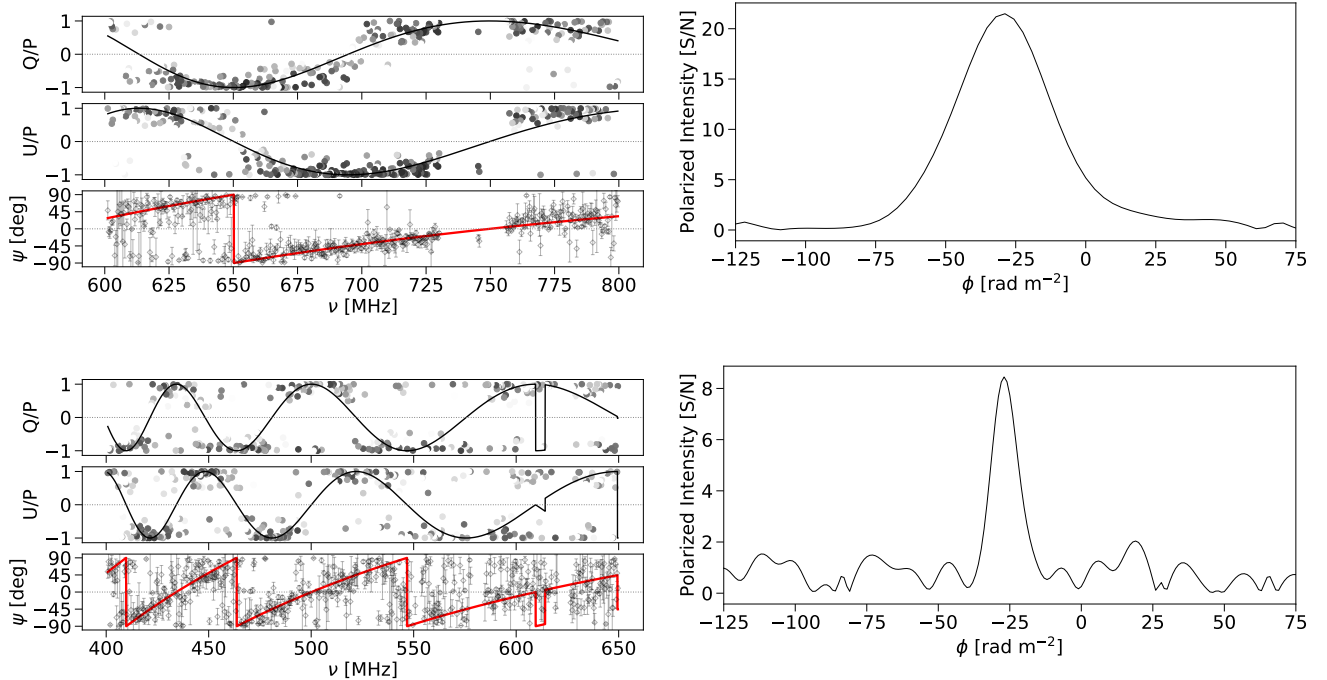 1
0
−1
Q/P
1
0
−1
U/P
90
45
0
−45
−90
ψ [deg]
600 625 650 675 700 725 750 775 800
ν [MHz]
20
15
10
5
0
Polarized Intensity [S/N]
−125 −100 −75 −50 −25 0 25 50 75
ϕ [rad m⁻²]
1
0
−1
Q/P
1
0
−1
U/P
90
45
0
−45
−90
ψ [deg]
400 450 500 550 600 650
ν [MHz]
8
6
4
2
0
Polarized Intensity [S/N]
−125 −100 −75 −50 −25 0 25 50 75
ϕ [rad m⁻²]